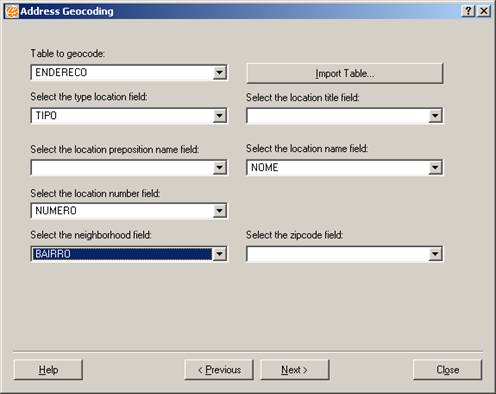 Address Geocoding
Table to geocode:
ENDERECO
Import Table...
Select the type location field:
Select the location title field:
TIPO
Select the location preposition name field:
Select the location name field:
NOME
Select the location number field:
NUMERO
Select the neighborhood field:
Select the zipcode field:
BAIRRO
Help
< Previous
Next >
Close